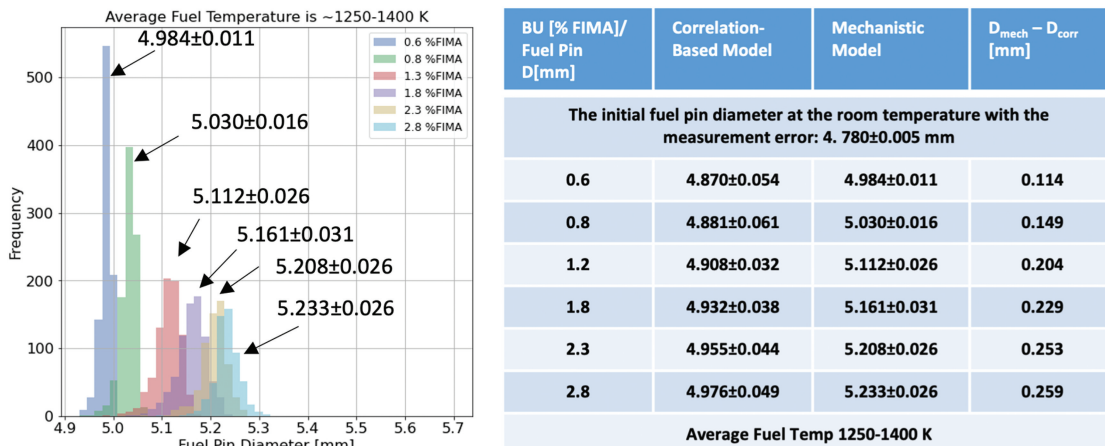 Average Fuel Temperature is ~1250-1400 K
4.984±0.011
5.030±0.016
5.112±0.026
5.161±0.031
5.208±0.026
5.233±0.026
0.6 %FIMA
0.8 %FIMA
1.3 %FIMA
1.8 %FIMA
2.3 %FIMA
2.8 %FIMA
Frequency
500
400
300
200
100
0
4.9 5.0 5.1 5.2 5.3 5.4 5.5 5.6 5.7
Fuel Pin Diameter [mm]
BU [% FIMA]/
Fuel Pin
D[mm]
Correlation-
Based Model
Mechanistic
Model
Dmech – Dcorr
[mm]
The initial fuel pin diameter at the room temperature with the
measurement error: 4. 780±0.005 mm
0.6 4.870±0.054 4.984±0.011 0.114
0.8 4.881±0.061 5.030±0.016 0.149
1.2 4.908±0.032 5.112±0.026 0.204
1.8 4.932±0.038 5.161±0.031 0.229
2.3 4.955±0.044 5.208±0.026 0.253
2.8 4.976±0.049 5.233±0.026 0.259
Average Fuel Temp 1250-1400 K